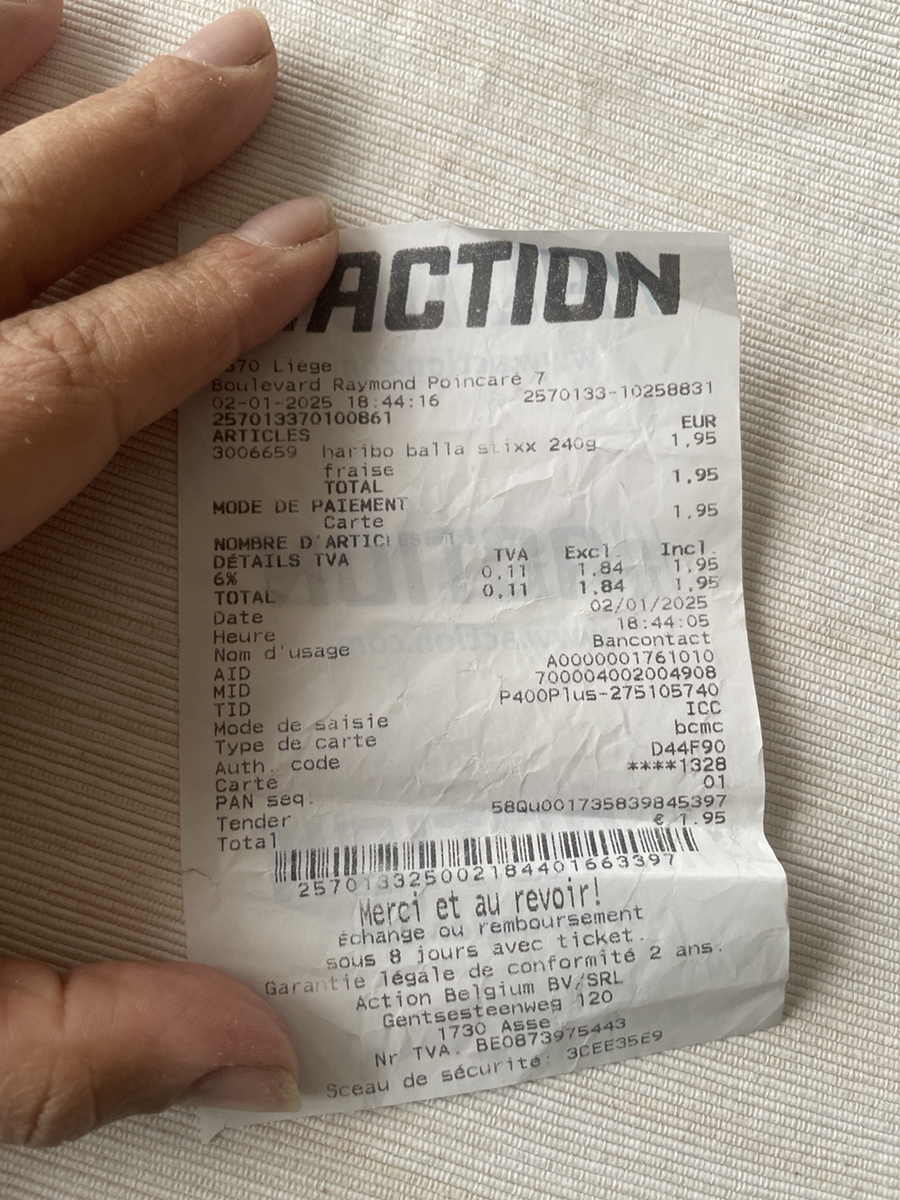 ACTION
570 Liège
Boulevard Raymond Poincaré 7
02-01-2025 18:44:16 2570133-10258831
257013370100861
ARTICLES EUR
3006659 haribo balla stixx 240g 1,95
fraise
TOTAL 1,95
MODE DE PAIEMENT
Carte 1,95
NOMBRE D'ARTICL
DÉTAILS TVA TVA Excl. Incl.
6% 0,11 1,84 1,95
TOTAL 0,11 1,84 1,95
Date 02/01/2025
Heure 18:44:05
Nom d'usage Bancontact
AID A0000001761010
MID 700004002004908
TID P400Plus-275105740
Mode de saisie ICC
Type de carte bcmc
Auth. code D44F90
Carte ****1328
PAN seq. 01
Tender 58Qu001735839845397
Total € 1.95
257013325002184401663397
Merci et au revoir!
échange ou remboursement
sous 8 jours avec ticket.
Garantie légale de conformité 2 ans.
Action Belgium BV/SRL
Gentsesteenweg 120
1730 Asse
Nr TVA. BE0873975443
Sceau de sécurité: 3CEE35E9